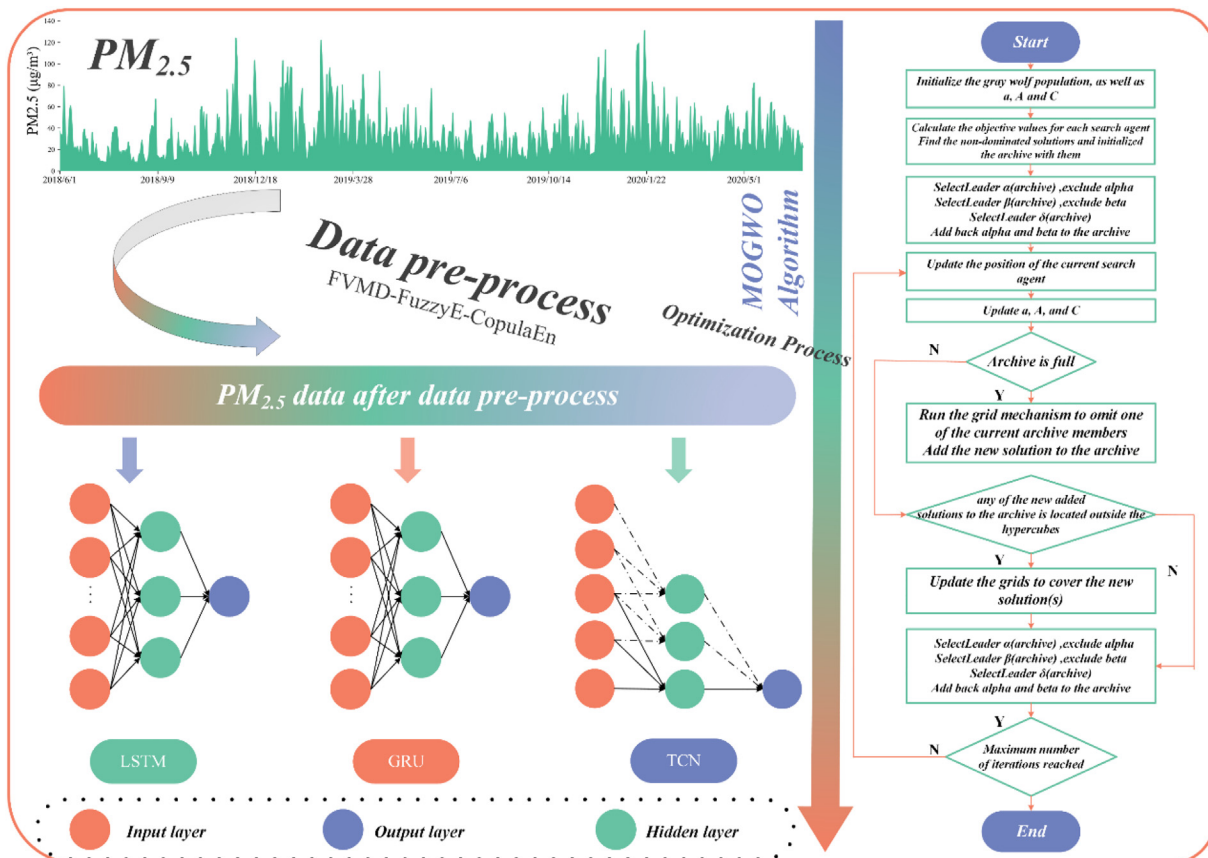 PM2.5
PM2.5 (μg/m³)
140
120
100
80
60
40
20
0
2018/6/1
2018/9/9
2018/12/18
2019/3/28
2019/7/6
2019/10/14
2020/1/22
2020/5/1
Data pre-process
FVMD-FuzzyE-CopulaEn
MOGWO
Algorithm
Optimization Process
PM2.5 data after data pre-process
LSTM
GRU
TCN
Input layer
Output layer
Hidden layer
Start
Initialize the gray wolf population, as well as
a, A and C
Calculate the objective values for each search agent
Find the non-dominated solutions and initialized
the archive with them
SelectLeader α(archive) ,exclude alpha
SelectLeader β(archive) ,exclude beta
SelectLeader δ(archive)
Add back alpha and beta to the archive
Update the position of the current search
agent
Update a, A, and C
N
Archive is full
Y
Run the grid mechanism to omit one
of the current archive members
Add the new solution to the archive
any of the new added
solutions to the archive is located outside the
hypercubes
Y
N
Update the grids to cover the new
solution(s)
SelectLeader α(archive) ,exclude alpha
SelectLeader β(archive) ,exclude beta
SelectLeader δ(archive)
Add back alpha and beta to the archive
Y
N
Maximum number
of iterations reached
End